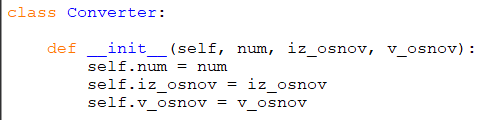 class Converter:
    def __init__(self, num, iz_osnov, v_osnov):
        self.num = num
        self.iz_osnov = iz_osnov
        self.v_osnov = v_osnov